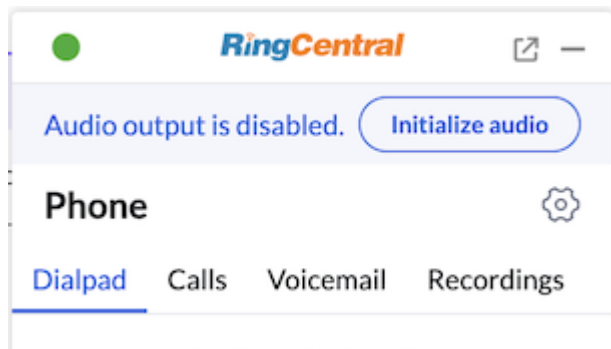 RingCentral
Audio output is disabled. Initialize audio
Phone
Dialpad Calls Voicemail Recordings